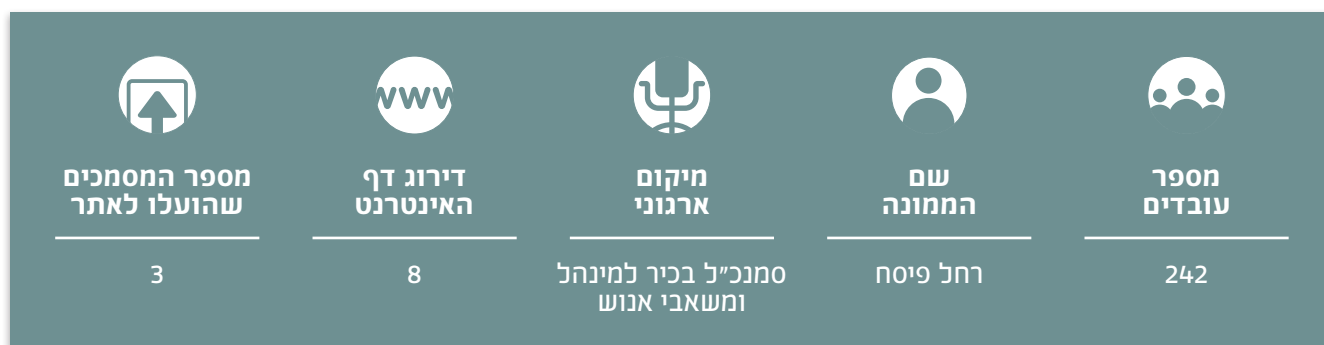 מספר
עובדים
242
שם
הממונה
רחל פיסח
מיקום
ארגוני
סמנכ״ל בכיר למינהל
ומשאבי אנוש
www
דירוג דף
האינטרנט
8
מספר המסמכים
שהועלו לאתר
3